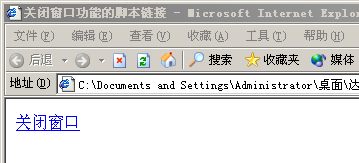 关闭窗口功能的脚本链接 - Microsoft Internet Explo
文件(F) 编辑(E) 查看(V) 收藏(A) 工具(T) 帮助(H)
后退 搜索 收藏夹 媒体
地址(D) C:\Documents and Settings\Administrator\桌面\达
关闭窗口